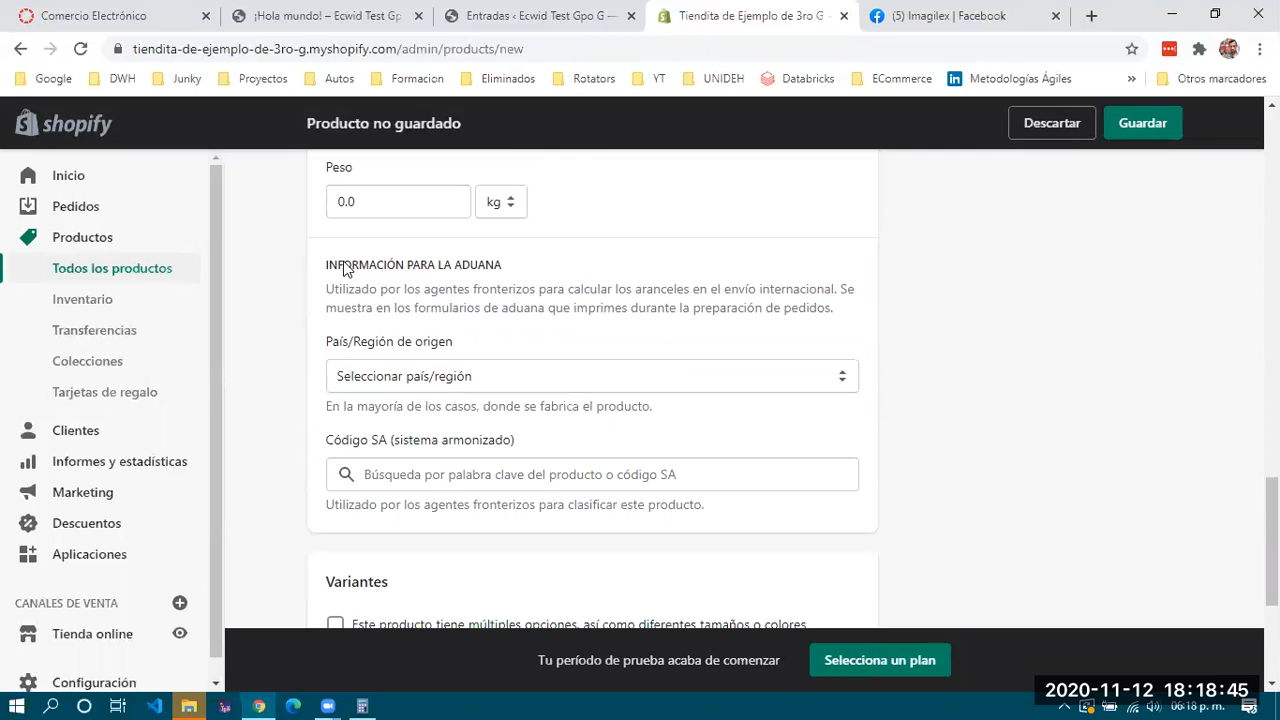 Comercio Electrónico
¡Hola mundo! – Ecwid Test Gp
Entradas ‹ Ecwid Test Gpo G —
Tiendita de Ejemplo de 3ro G -
(5) Imagilex | Facebook
tiendita-de-ejemplo-de-3ro-g.myshopify.com/admin/products/new
Google
DWH
Junky
Proyectos
Autos
Formacion
Eliminados
Rotators
YT
UNIDEH
Databricks
ECommerce
Metodologías Ágiles
»
Otros marcadores
shopify
Producto no guardado
Descartar
Guardar
Inicio
Pedidos
Productos
Todos los productos
Inventario
Transferencias
Colecciones
Tarjetas de regalo
Clientes
Informes y estadísticas
Marketing
Descuentos
Aplicaciones
CANALES DE VENTA
Tienda online
Configuración
Peso
0.0
kg
INFORMACIÓN PARA LA ADUANA
Utilizado por los agentes fronterizos para calcular los aranceles en el envío internacional. Se
muestra en los formularios de aduana que imprimes durante la preparación de pedidos.
País/Región de origen
Seleccionar país/región
En la mayoría de los casos, donde se fabrica el producto.
Código SA (sistema armonizado)
Búsqueda por palabra clave del producto o código SA
Utilizado por los agentes fronterizos para clasificar este producto.
Variantes
Este producto tiene múltiples opciones, así como diferentes tamaños o colores
Tu período de prueba acaba de comenzar
Selecciona un plan
2020-11-12 18:18:45
06:18 p. m.